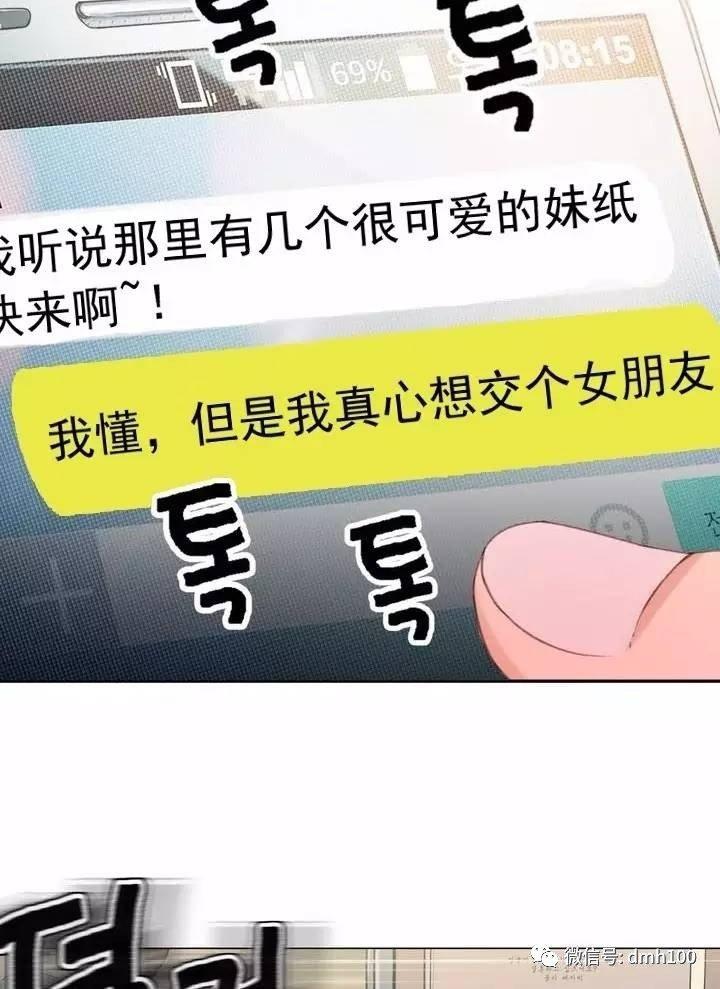 톡
톡
69%
08:15
我听说那里有几个很可爱的妹纸
快来啊~!
我懂，但是我真心想交个女朋友
톡
톡
微信号: dmh100